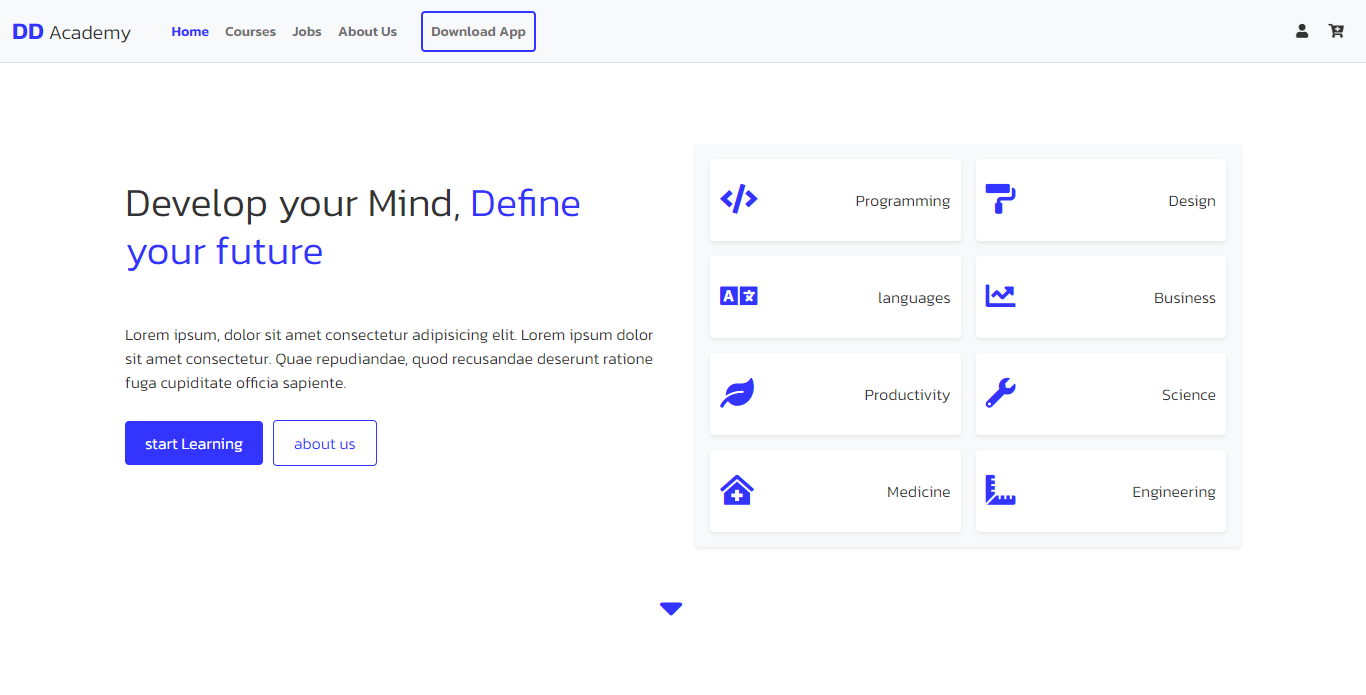 DD Academy
Home
Courses
Jobs
About Us
Download App
Develop your Mind, Define
your future
Lorem ipsum, dolor sit amet consectetur adipisicing elit. Lorem ipsum dolor
sit amet consectetur. Quae repudiandae, quod recusandae deserunt ratione
fuga cupiditate officia sapiente.
start Learning
about us
Programming
Design
languages
Business
Productivity
Science
Medicine
Engineering